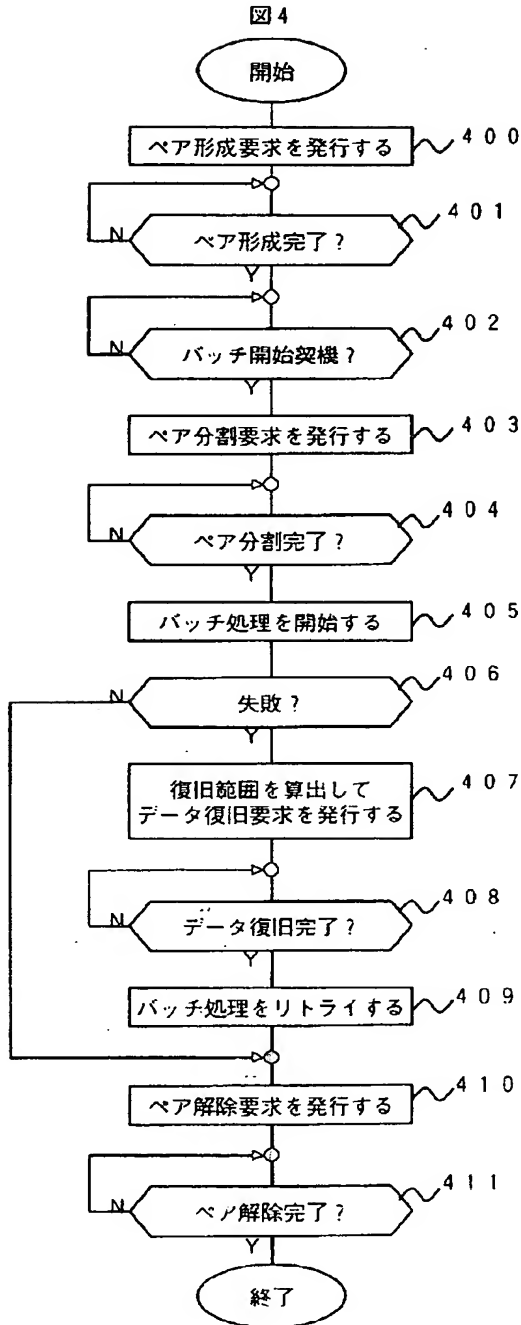 図4
開始
ペア形成要求を発行する
400
401
N
ペア形成完了?
Y
402
N
バッチ開始契機?
Y
ペア分割要求を発行する
403
404
N
ペア分割完了?
Y
バッチ処理を開始する
405
406
N
失敗?
Y
復旧範囲を算出して
データ復旧要求を発行する
407
408
N
データ復旧完了?
Y
バッチ処理をリトライする
409
ペア解除要求を発行する
410
411
N
ペア解除完了?
Y
終了